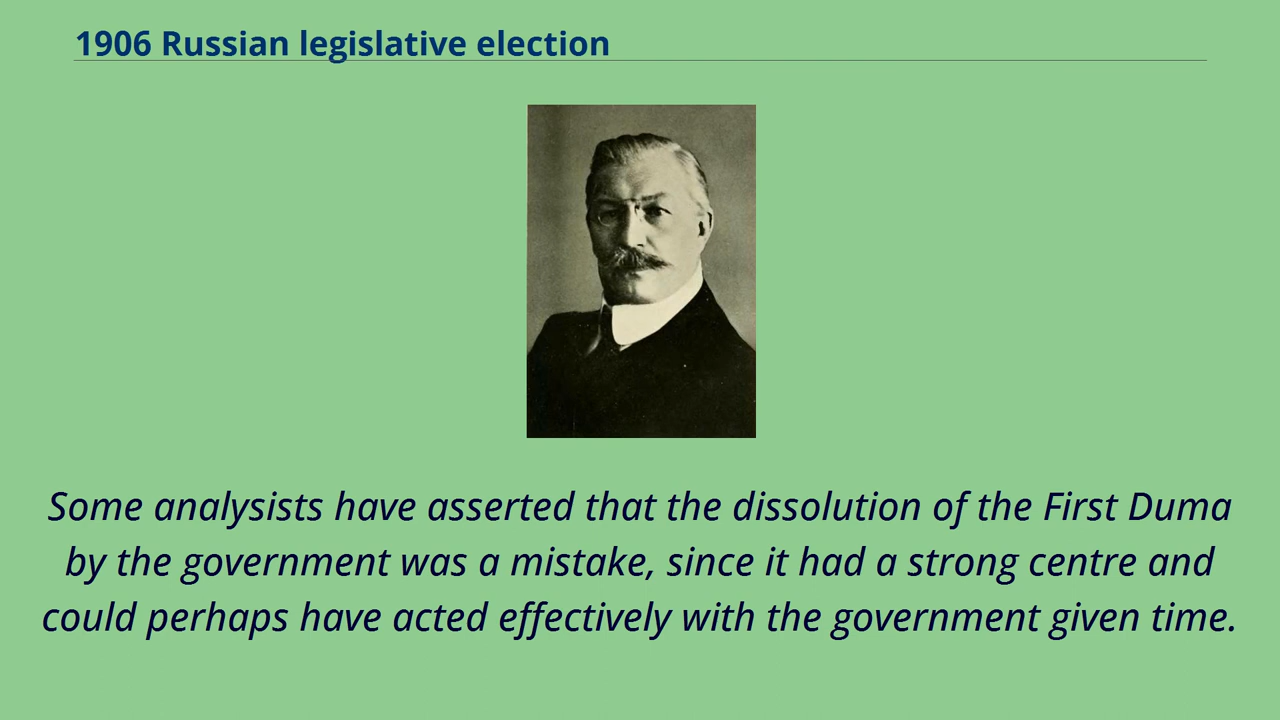 1906 Russian legislative election
Some analysists have asserted that the dissolution of the First Duma
by the government was a mistake, since it had a strong centre and
could perhaps have acted effectively with the government given time.